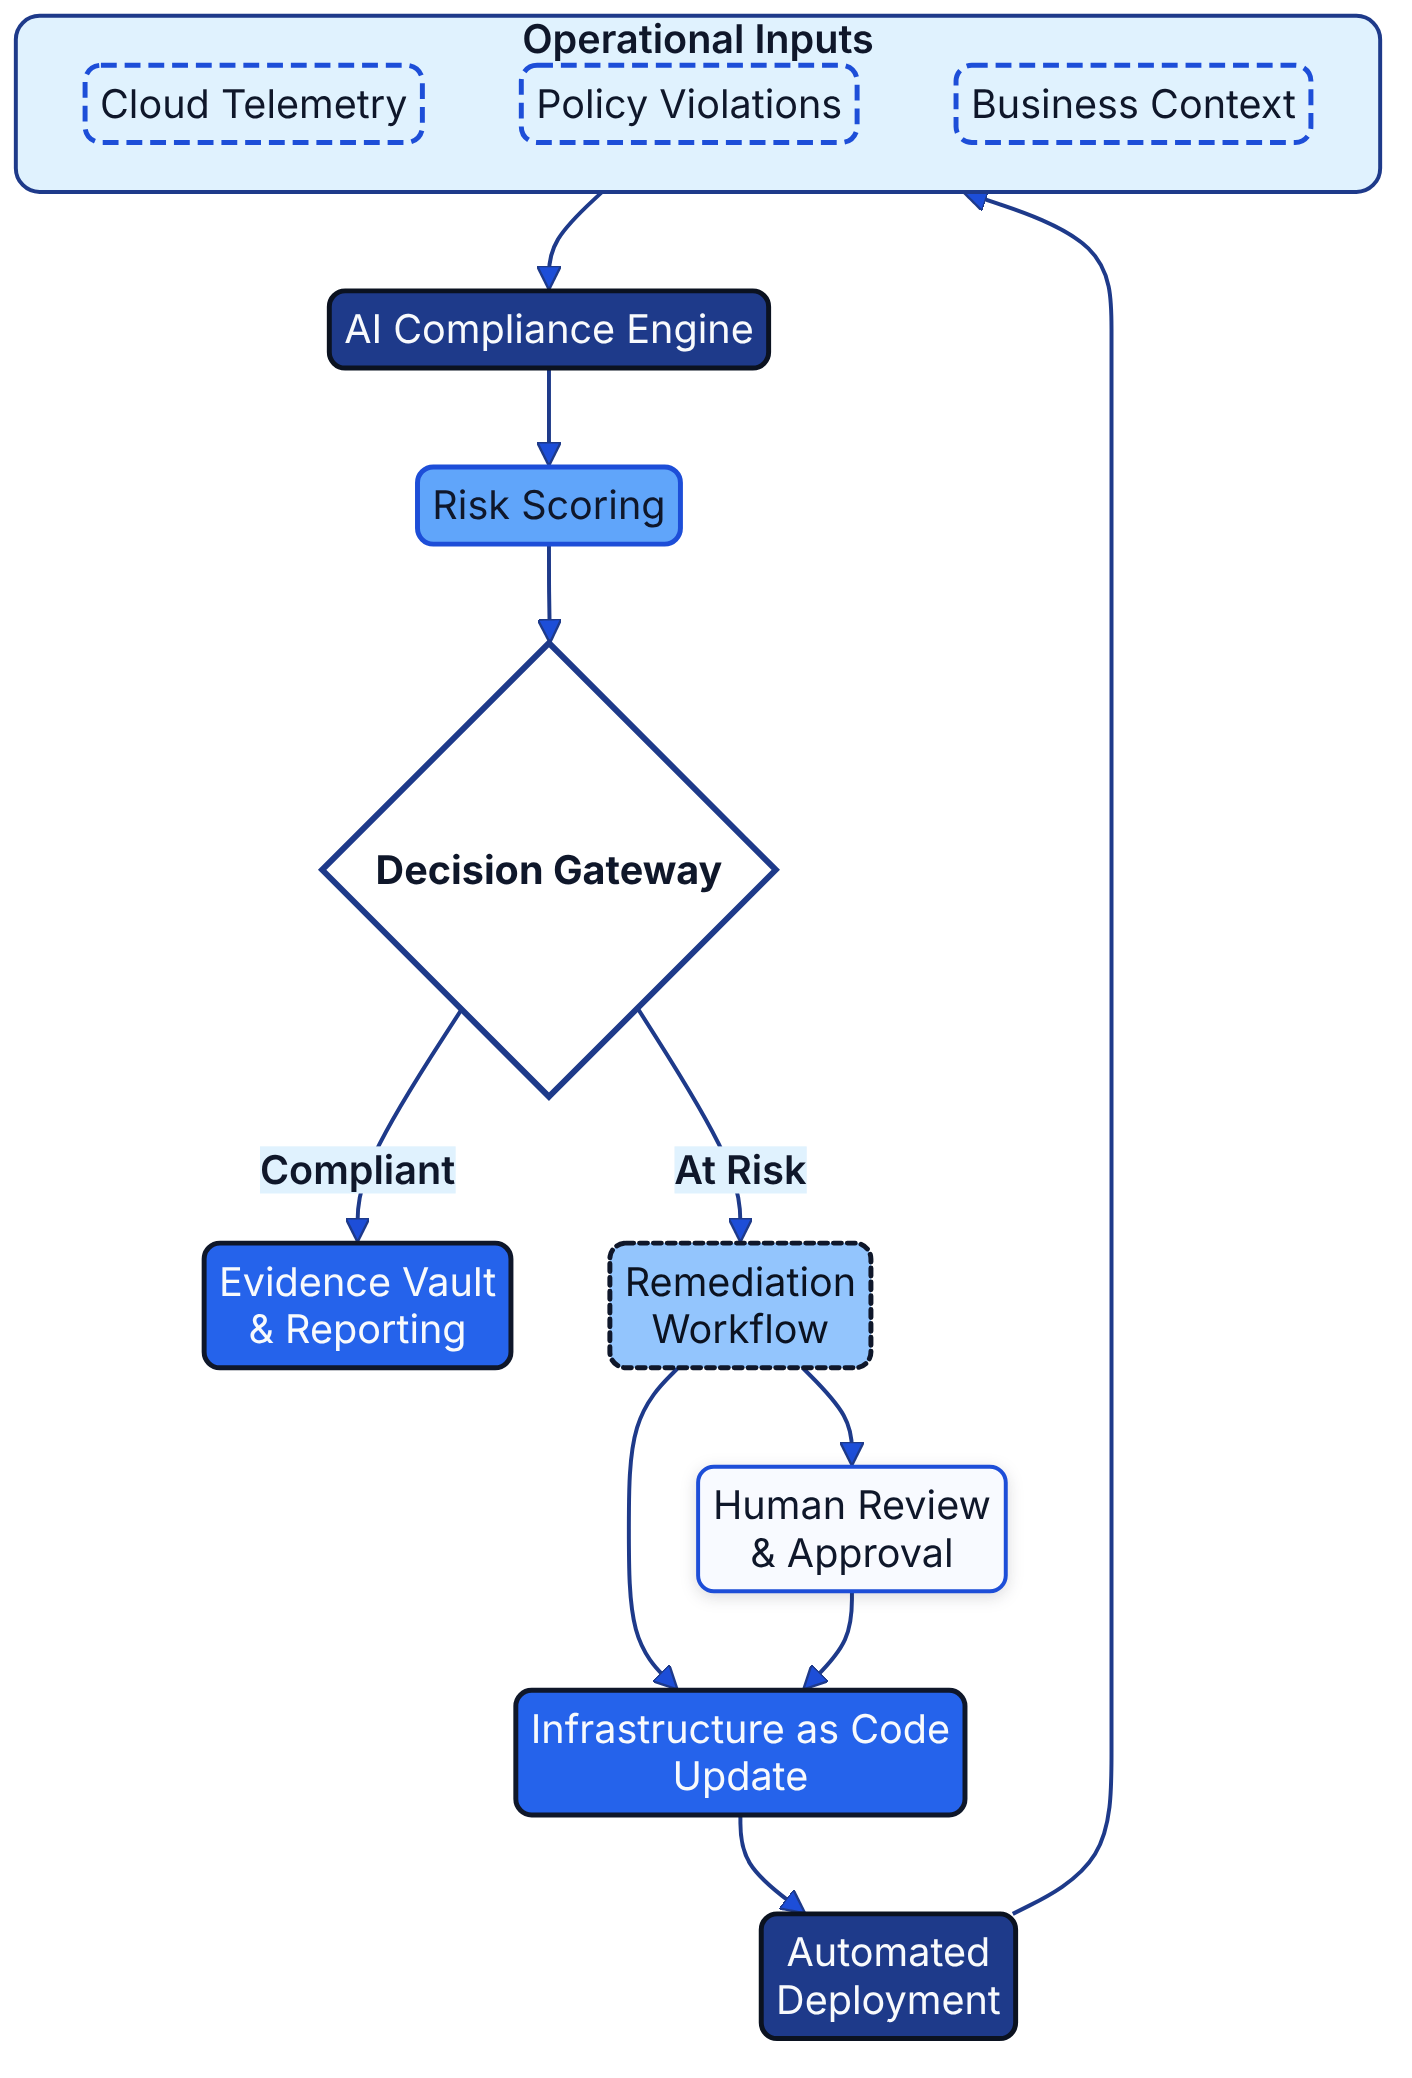 Operational Inputs
Cloud Telemetry
Policy Violations
Business Context
AI Compliance Engine
Risk Scoring
Decision Gateway
Compliant
At Risk
Evidence Vault
& Reporting
Remediation
Workflow
Human Review
& Approval
Infrastructure as Code
Update
Automated
Deployment